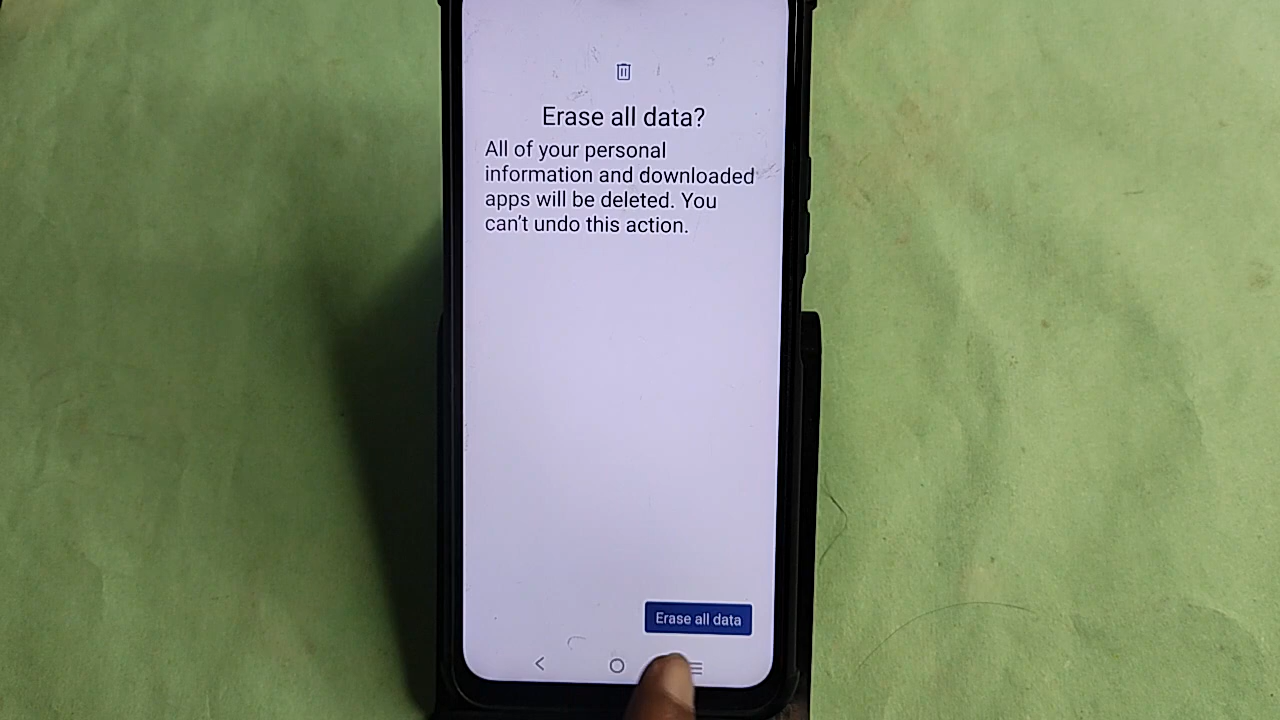 Erase all data?
All of your personal
information and downloaded
apps will be deleted. You
can't undo this action.
Erase all data